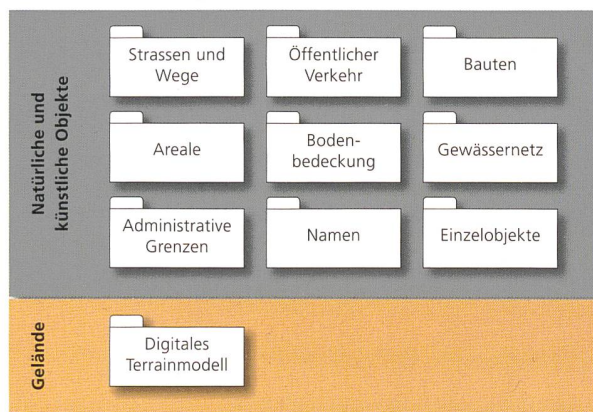 Natürliche und
künstliche Objekte
Strassen und
Wege
Öffentlicher
Verkehr
Bauten
Areale
Boden-
bedeckung
Gewässernetz
Administrative
Grenzen
Namen
Einzelobjekte
Gelände
Digitales
Terrainmodell